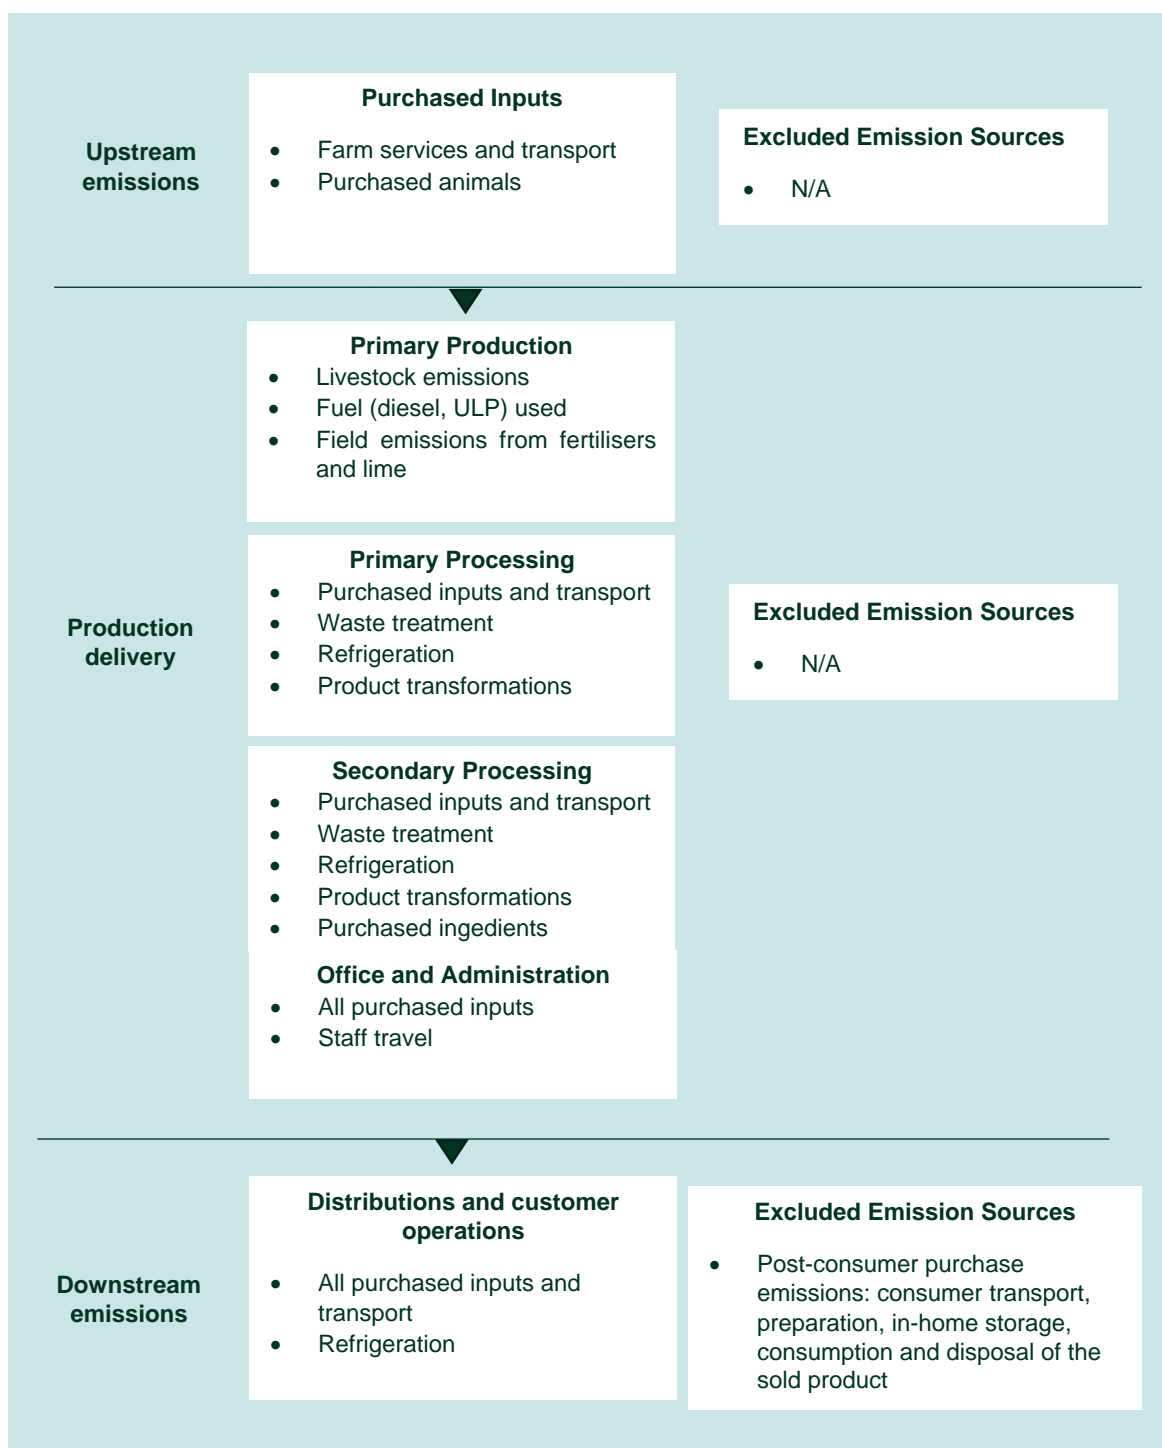 Upstream
emissions
Purchased Inputs
• Farm services and transport
• Purchased animals
Excluded Emission Sources
• N/A
Production
delivery
Primary Production
• Livestock emissions
• Fuel (diesel, ULP) used
• Field emissions from fertilisers
and lime
Primary Processing
• Purchased inputs and transport
• Waste treatment
• Refrigeration
• Product transformations
Secondary Processing
• Purchased inputs and transport
• Waste treatment
• Refrigeration
• Product transformations
• Purchased ingedients
Office and Administration
• All purchased inputs
• Staff travel
Excluded Emission Sources
• N/A
Downstream
emissions
Distributions and customer
operations
• All purchased inputs and
transport
• Refrigeration
Excluded Emission Sources
• Post-consumer purchase
emissions: consumer transport,
preparation, in-home storage,
consumption and disposal of the
sold product